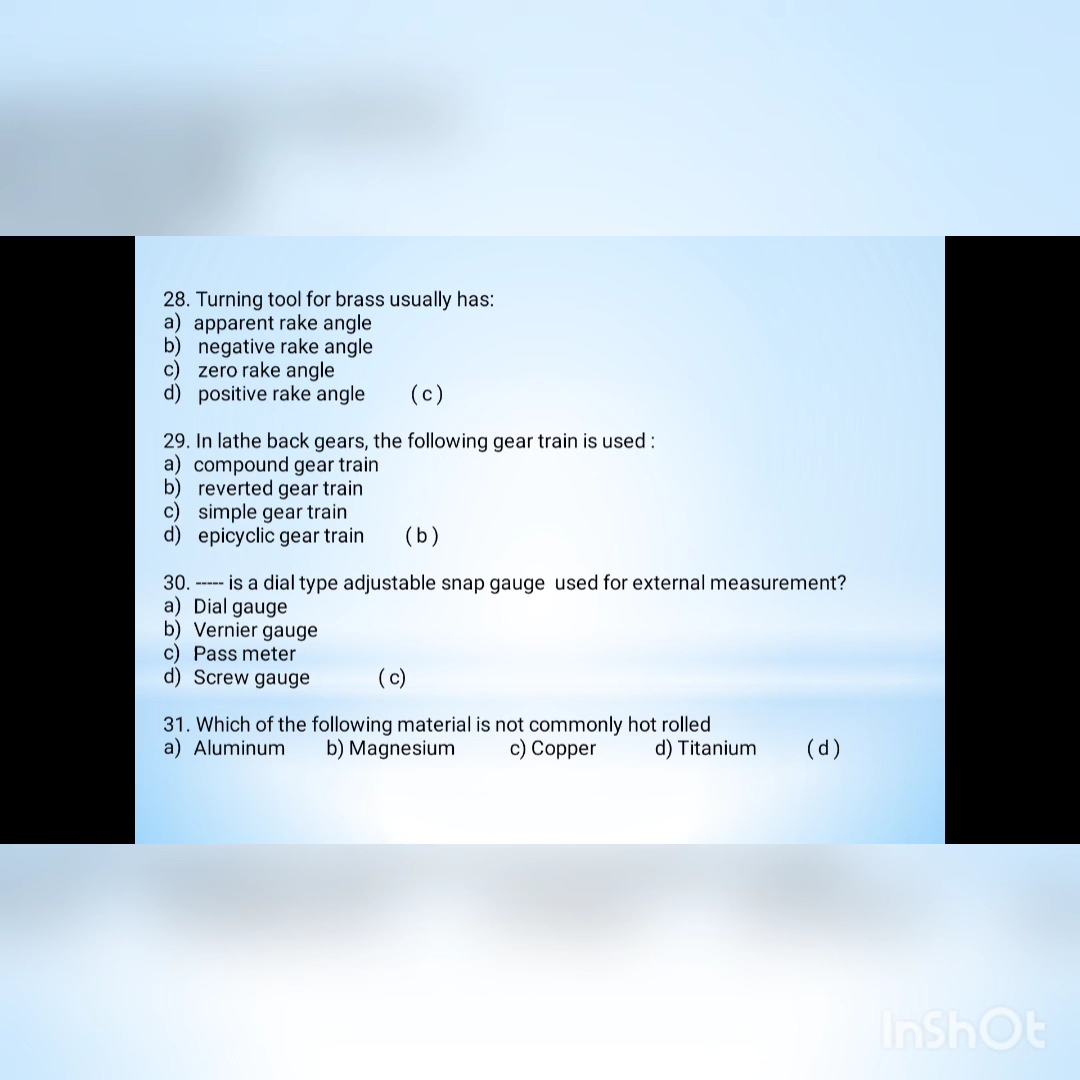 28. Turning tool for brass usually has:
a) apparent rake angle
b) negative rake angle
c) zero rake angle
d) positive rake angle (c)
29. In lathe back gears, the following gear train is used :
a) compound gear train
b) reverted gear train
c) simple gear train
d) epicyclic gear train (b)
30. ----- is a dial type adjustable snap gauge used for external measurement?
a) Dial gauge
b) Vernier gauge
c) Pass meter
d) Screw gauge (c)
31. Which of the following material is not commonly hot rolled
a) Aluminum b) Magnesium c) Copper d) Titanium (d)
InShOt